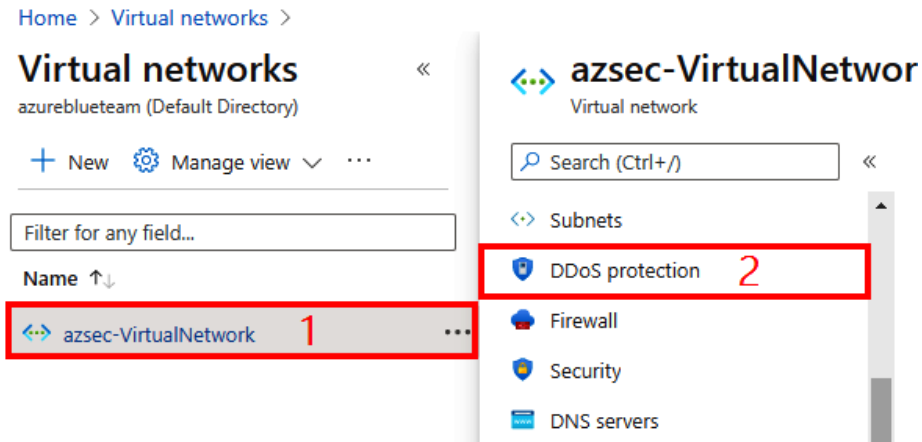 Home > Virtual networks >
Virtual networks
azureblueteam (Default Directory)
New Manage view
Filter for any field...
Name
azsec-VirtualNetwork 1
azsec-VirtualNetwor
Virtual network
Search (Ctrl+/)
Subnets
DDoS protection 2
Firewall
Security
DNS servers